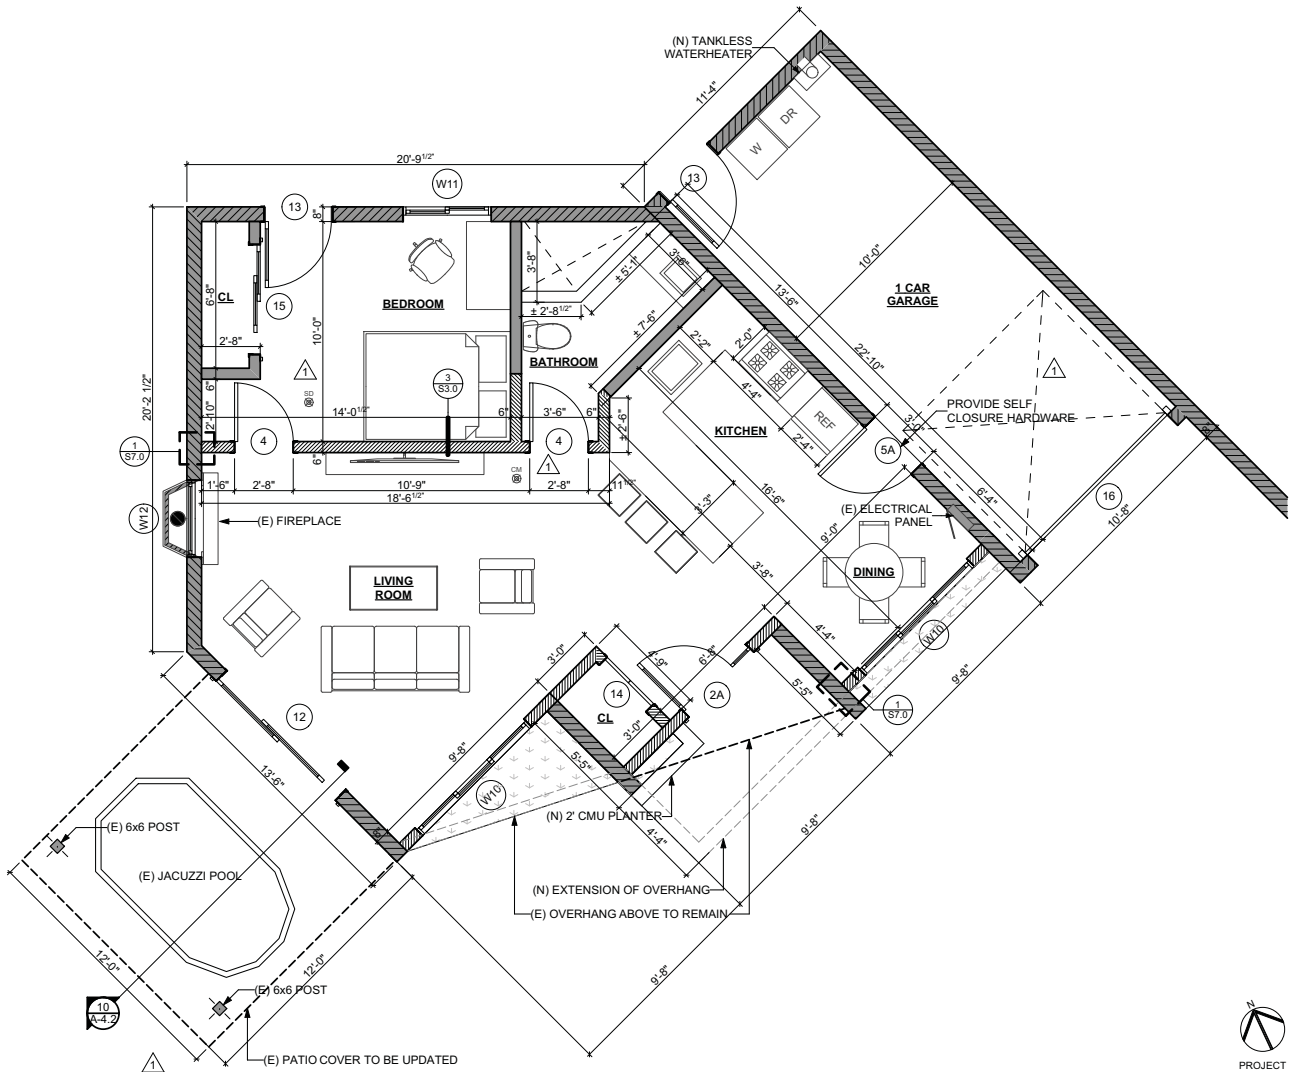 (N) TANKLESS
WATERHEATER
11'-4"
DR
W
20'-9 1/2"
W11
13
13
8"
3'-8"
3'-6"
± 5'-1"
10'-0"
CL
6'-8"
15
BEDROOM
1 CAR
GARAGE
13'-6"
± 2'-8 1/2"
± 7'-6"
10'-0"
2'-2"
2'-0"
22'-10"
2'-8"
BATHROOM
1
1
3
S3.0
4'-4"
20'-2 1/2"
6"
SD
PROVIDE SELF
CLOSURE HARDWARE
14'-0 1/2"
6"
3'-6"
6"
± 2'-6"
REF
2'-10"
KITCHEN
8"
1
S7.0
4
4
2'-4"
5A
6"
CM
1
1'-6"
2'-8"
10'-9"
2'-8"
11 1/2"
16'-6"
6'-4"
16
18'-6 1/2"
10'-8"
W12
(E) FIREPLACE
(E) ELECTRICAL
PANEL
9'-0"
3'-8"
DINING
LIVING
ROOM
4'-4"
W10
3'-0"
4'-9"
6'-8"
9'-8"
14
2A
5'-5"
1
S7.0
12
CL
3'-0"
9'-8"
5'-5"
13'-6"
W10
(N) 2' CMU PLANTER
9'-8"
(E) 6x6 POST
4'-4"
(E) JACUZZI POOL
(N) EXTENSION OF OVERHANG
(E) OVERHANG ABOVE TO REMAIN
12'-0"
12'-0"
9'-8"
(E) 6x6 POST
10
A-4.2
N
(E) PATIO COVER TO BE UPDATED
1
PROJECT